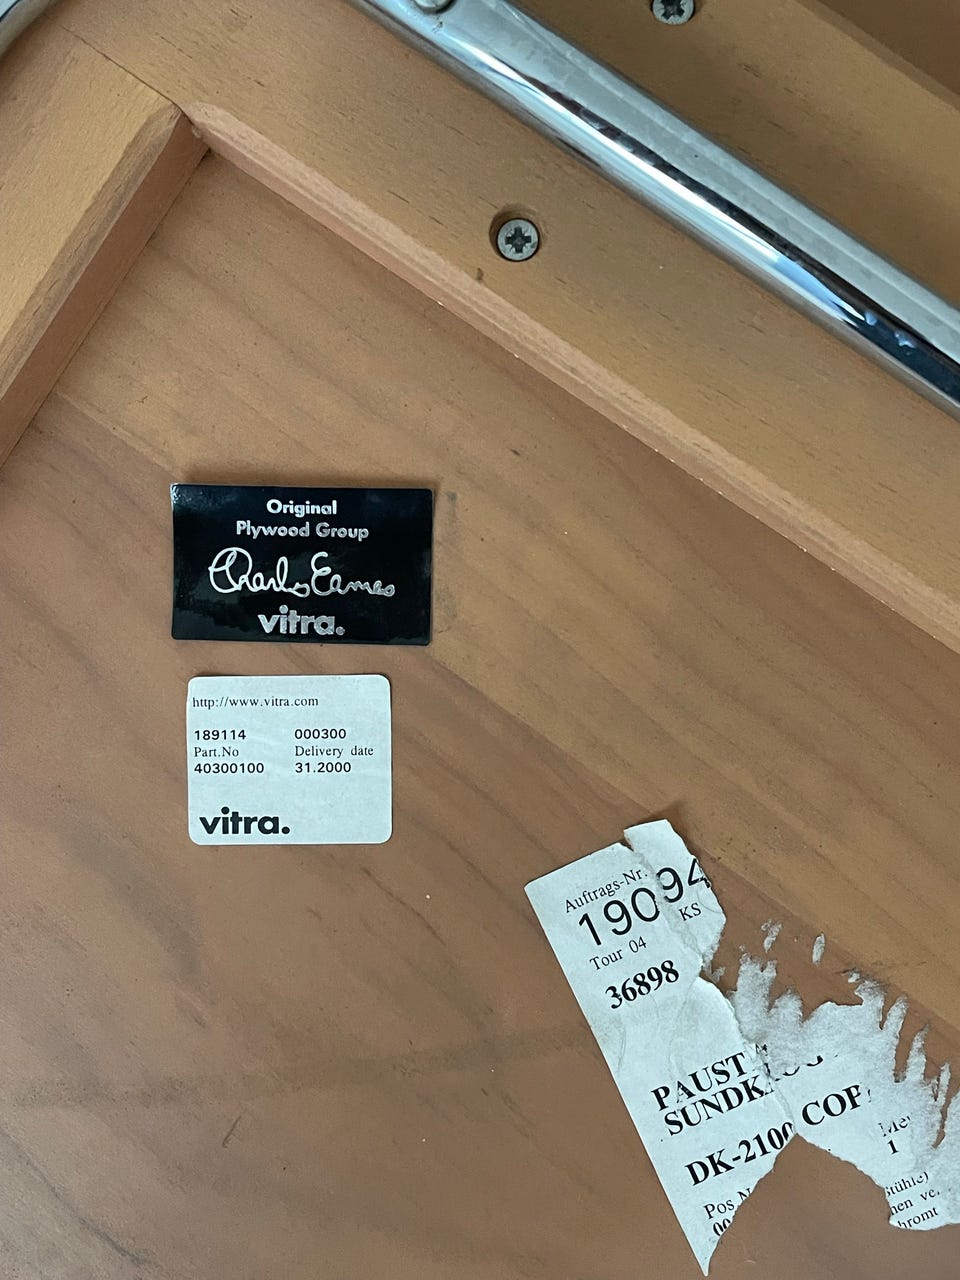 Original
Plywood Group
Charles Eames
vitra.
http://www.vitra.com
189114 000300
Part.No Delivery date
40300100 31.2000
vitra.
Auftrags-Nr.
19094
KS
Tour 04
36898
PAUST
SUNDK
DK-2100 COP
1